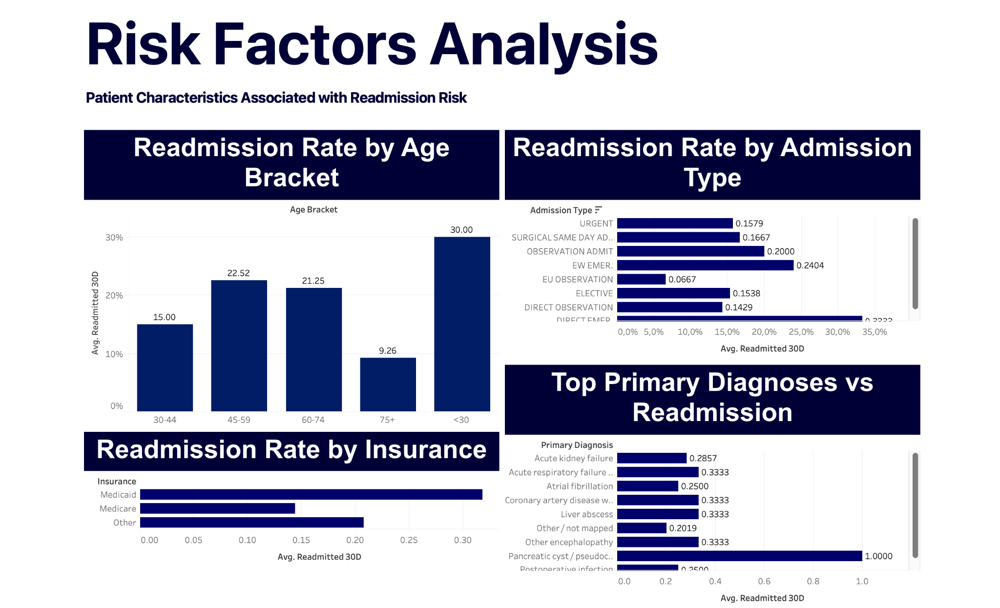 Risk Factors Analysis
Patient Characteristics Associated with Readmission Risk
Readmission Rate by Age
Bracket
Age Bracket
Avg. Readmitted 30D
30%
20%
10%
0%
15.00
22.52
21.25
9.26
30.00
30-44
45-59
60-74
75+
<30
Readmission Rate by Insurance
Insurance
Medicaid
Medicare
Other
0.00 0.05 0.10 0.15 0.20 0.25 0.30
Avg. Readmitted 30D
Readmission Rate by Admission
Type
Admission Type
URGENT 0.1579
SURGICAL SAME DAY AD.. 0.1667
OBSERVATION ADMIT 0.2000
EW EMER. 0.2404
EU OBSERVATION 0.0667
ELECTIVE 0.1538
DIRECT OBSERVATION 0.1429
DIRECT EMER. 0.3333
0,0% 5,0% 10,0% 15,0% 20,0% 25,0% 30,0% 35,0%
Avg. Readmitted 30D
Top Primary Diagnoses vs
Readmission
Primary Diagnosis
Acute kidney failure 0.2857
Acute respiratory failure .. 0.3333
Atrial fibrillation 0.2500
Coronary artery disease w.. 0.3333
Liver abscess 0.3333
Other / not mapped 0.2019
Other encephalopathy 0.3333
Pancreatic cyst / pseudoc.. 1.0000
Postoperative infection 0.2500
0.0 0.2 0.4 0.6 0.8 1.0
Avg. Readmitted 30D